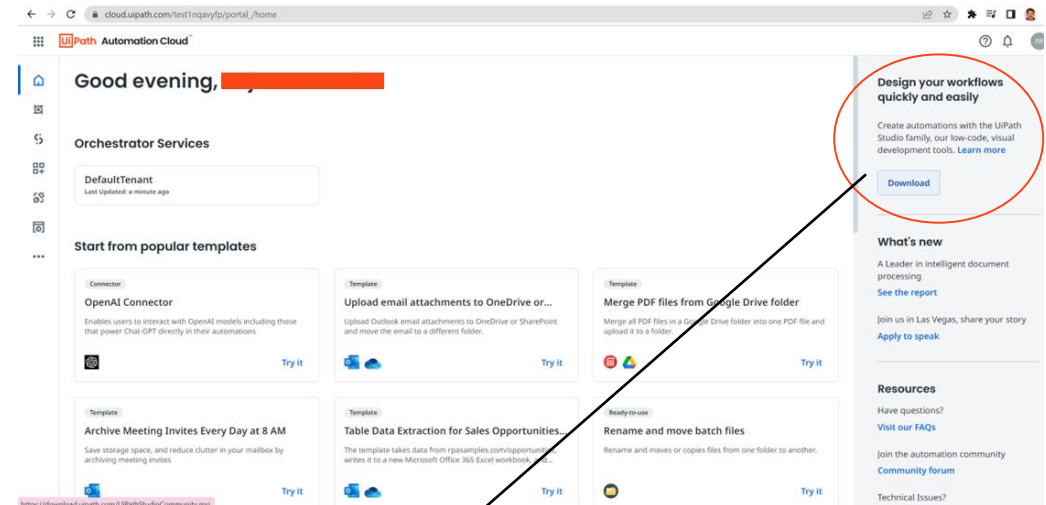 cloud.uipath.com/test1nqavyfp/portal_/home
UiPath Automation Cloud™
Good evening,
Orchestrator Services
DefaultTenant
Last Updated: a minute ago
Start from popular templates
Connector
OpenAI Connector
Enables users to interact with OpenAI models including those
that power Chat-GPT directly in their automations
Try it
Template
Upload email attachments to OneDrive or...
Upload Outlook email attachments to OneDrive or SharePoint
and move the email to a different folder.
Try it
Template
Merge PDF files from Google Drive folder
Merge all PDF files in a Google Drive folder into one PDF file and
upload it to a folder.
Try it
Template
Archive Meeting Invites Every Day at 8 AM
Save storage space, and reduce clutter in your mailbox by
archiving meeting invites
Try it
Template
Table Data Extraction for Sales Opportunities...
The template takes data from rpasamples.com/opportunities,
writes it to a new Microsoft Office 365 Excel workbook, and...
Try it
Ready-to-use
Rename and move batch files
Rename and moves or copies files from one folder to another.
Try it
Design your workflows
quickly and easily
Create automations with the UiPath
Studio family, our low-code, visual
development tools. Learn more
Download
What's new
A Leader in intelligent document
processing
See the report
Join us in Las Vegas, share your story
Apply to speak
Resources
Have questions?
Visit our FAQs
Join the automation community
Community forum
Technical Issues?